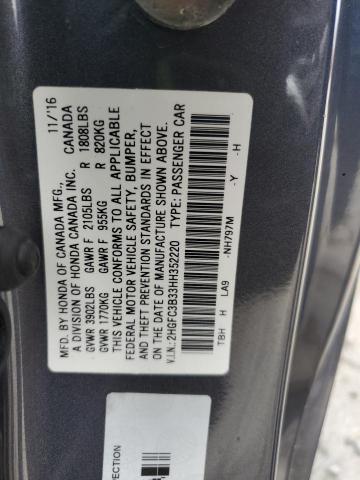 MFD. BY HONDA OF CANADA MFG., 11/16
A DIVISION OF HONDA CANADA INC. CANADA
GVWR 3902LBS GAWR F 2105LBS R 1808LBS
GVWR 1770KG GAWR F 955KG R 820KG
THIS VEHICLE CONFORMS TO ALL APPLICABLE
FEDERAL MOTOR VEHICLE SAFETY, BUMPER,
AND THEFT PREVENTION STANDARDS IN EFFECT
ON THE DATE OF MANUFACTURE SHOWN ABOVE.
V.I.N.: 2HGFC3B33HH352220 TYPE: PASSENGER CAR
TBH H LA9 -NH797M -Y -H
PECTION